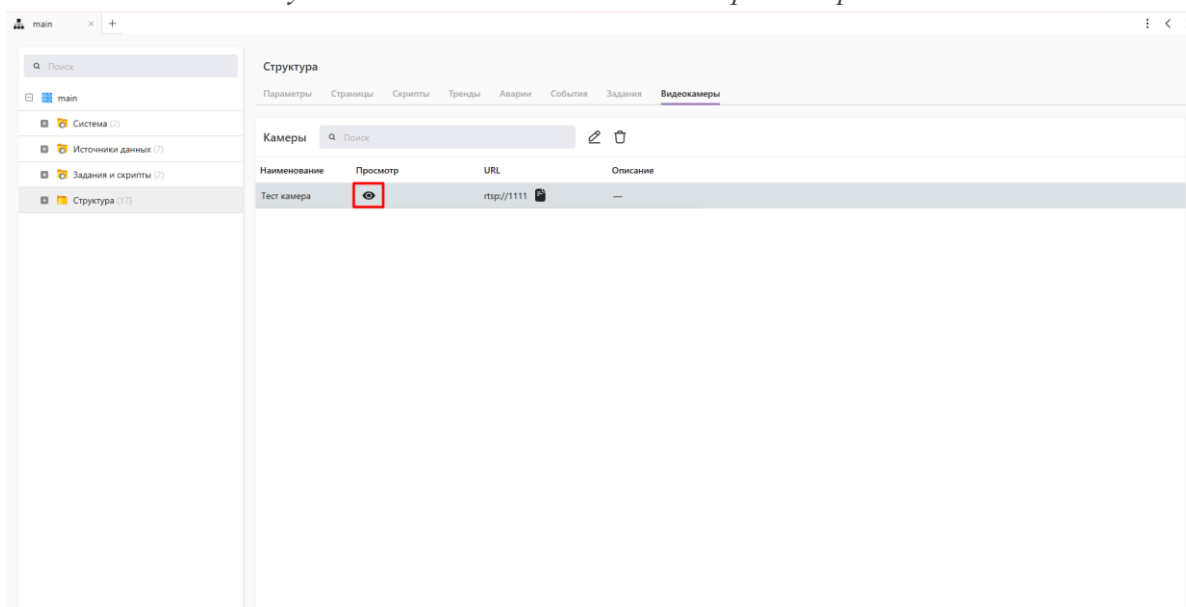 main × +
Поиск
main
Система (2)
Источники данных (7)
Задания и скрипты (2)
Структура (17)
Структура
Параметры Страницы Скрипты Тренды Аварии События Задания Видеокамеры
Камеры Поиск
Наименование Просмотр URL Описание
Тест камера rtsp://1111 —